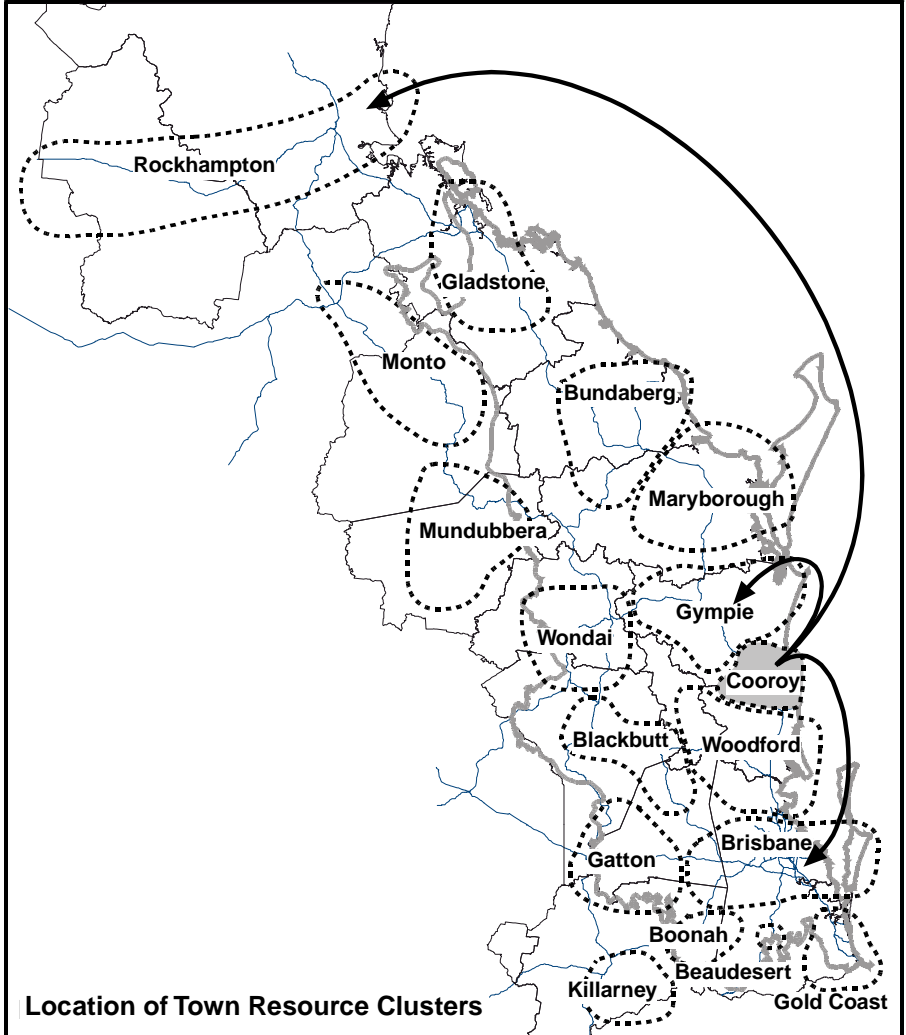 Rockhampton
Gladstone
Monto
Bundaberg
Maryborough
Mundubbera
Gympie
Wondai
Cooroy
Blackbutt
Woodford
Brisbane
Gatton
Boonah
Beaudesert
Killarney
Gold Coast
Location of Town Resource Clusters